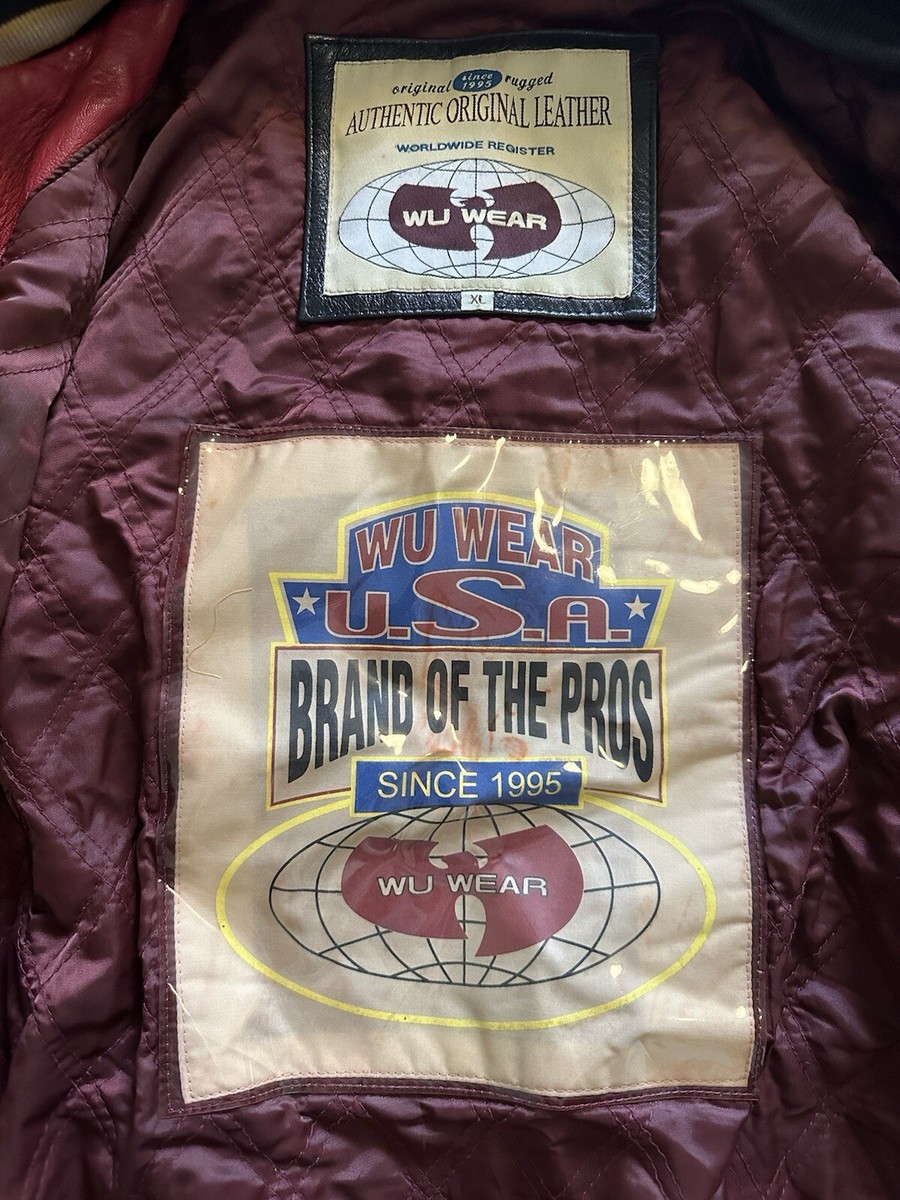 original since 1995 rugged
AUTHENTIC ORIGINAL LEATHER
WORLDWIDE REGISTER
WU WEAR
XL
WU WEAR
U.S.A.
BRAND OF THE PROS
SINCE 1995
WU WEAR